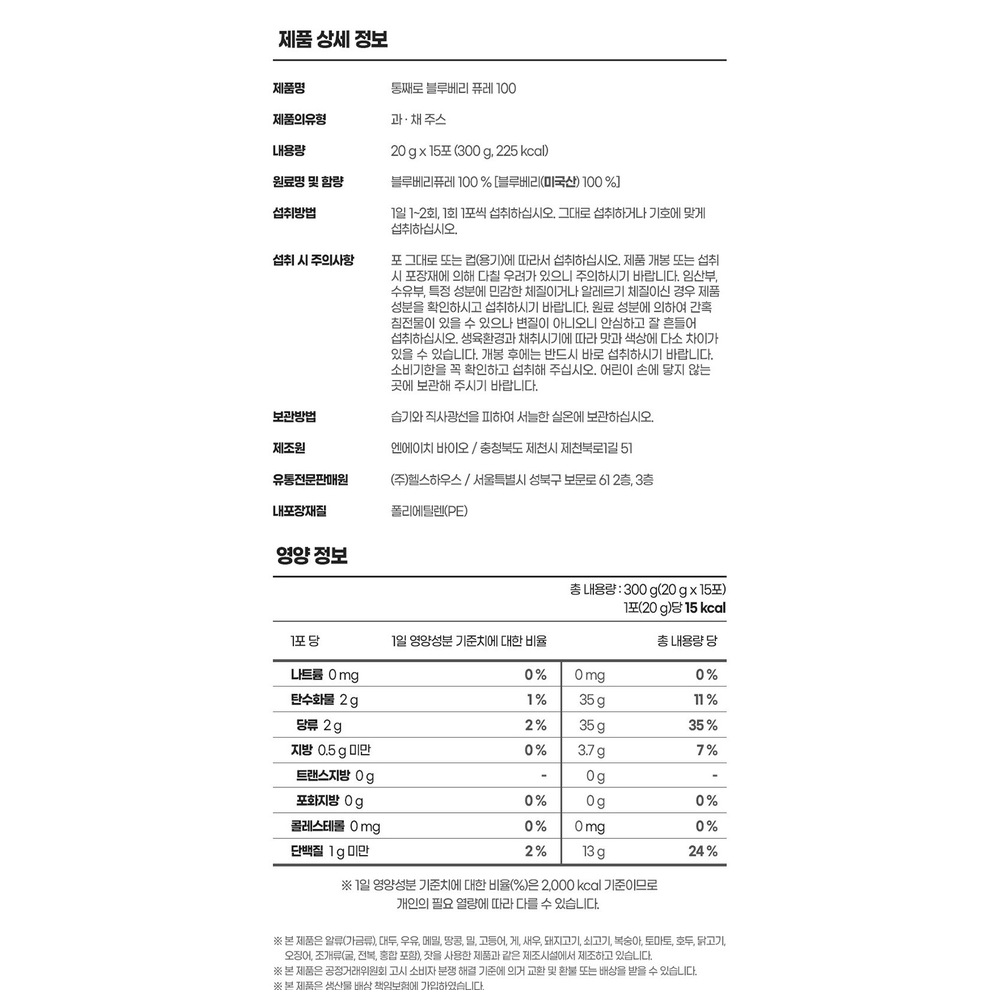 제품 상세 정보
제품명 통째로 블루베리 퓨레 100
제품의유형 과 · 채 주스
내용량 20 g x 15포 (300 g, 225 kcal)
원료명 및 함량 블루베리퓨레 100 % [블루베리(미국산) 100 %]
섭취방법 1일 1~2회, 1회 1포씩 섭취하십시오. 그대로 섭취하거나 기호에 맞게
섭취하십시오.
섭취 시 주의사항 포 그대로 또는 컵(용기)에 따라서 섭취하십시오. 제품 개봉 또는 섭취
시 포장재에 의해 다칠 우려가 있으니 주의하시기 바랍니다. 임산부,
수유부, 특정 성분에 민감한 체질이거나 알레르기 체질이신 경우 제품
성분을 확인하시고 섭취하시기 바랍니다. 원료 성분에 의하여 간혹
침전물이 있을 수 있으나 변질이 아니오니 안심하고 잘 흔들어
섭취하십시오. 생육환경과 채취시기에 따라 맛과 색상에 다소 차이가
있을 수 있습니다. 개봉 후에는 반드시 바로 섭취하시기 바랍니다.
소비기한을 꼭 확인하고 섭취해 주십시오. 어린이 손에 닿지 않는
곳에 보관해 주시기 바랍니다.
보관방법 습기와 직사광선을 피하여 서늘한 실온에 보관하십시오.
제조원 엔에이치 바이오 / 충청북도 제천시 제천북로1길 51
유통전문판매원 (주)헬스하우스 / 서울특별시 성북구 보문로 61 2층, 3층
내포장재질 폴리에틸렌(PE)
영양 정보
총 내용량 : 300 g(20 g x 15포)
1포(20 g)당 15 kcal
1포 당 1일 영양성분 기준치에 대한 비율 총 내용량 당
나트륨 0 mg 0 % 0 mg 0 %
탄수화물 2 g 1 % 35 g 11 %
당류 2 g 2 % 35 g 35 %
지방 0.5 g 미만 0 % 3.7 g 7 %
트랜스지방 0 g - 0 g -
포화지방 0 g 0 % 0 g 0 %
콜레스테롤 0 mg 0 % 0 mg 0 %
단백질 1 g 미만 2 % 13 g 24 %
※ 1일 영양성분 기준치에 대한 비율(%)은 2,000 kcal 기준이므로
개인의 필요 열량에 따라 다를 수 있습니다.
※ 본 제품은 알류(가금류), 대두, 우유, 메밀, 땅콩, 밀, 고등어, 게, 새우, 돼지고기, 쇠고기, 복숭아, 토마토, 호두, 닭고기,
오징어, 조개류(굴, 전복, 홍합 포함), 잣을 사용한 제품과 같은 제조시설에서 제조하고 있습니다.
※ 본 제품은 공정거래위원회 고시 소비자 분쟁 해결 기준에 의거 교환 및 환불 또는 배상을 받을 수 있습니다.
※ 본 제품은 생산물 배상 책임보험에 가입하였습니다.